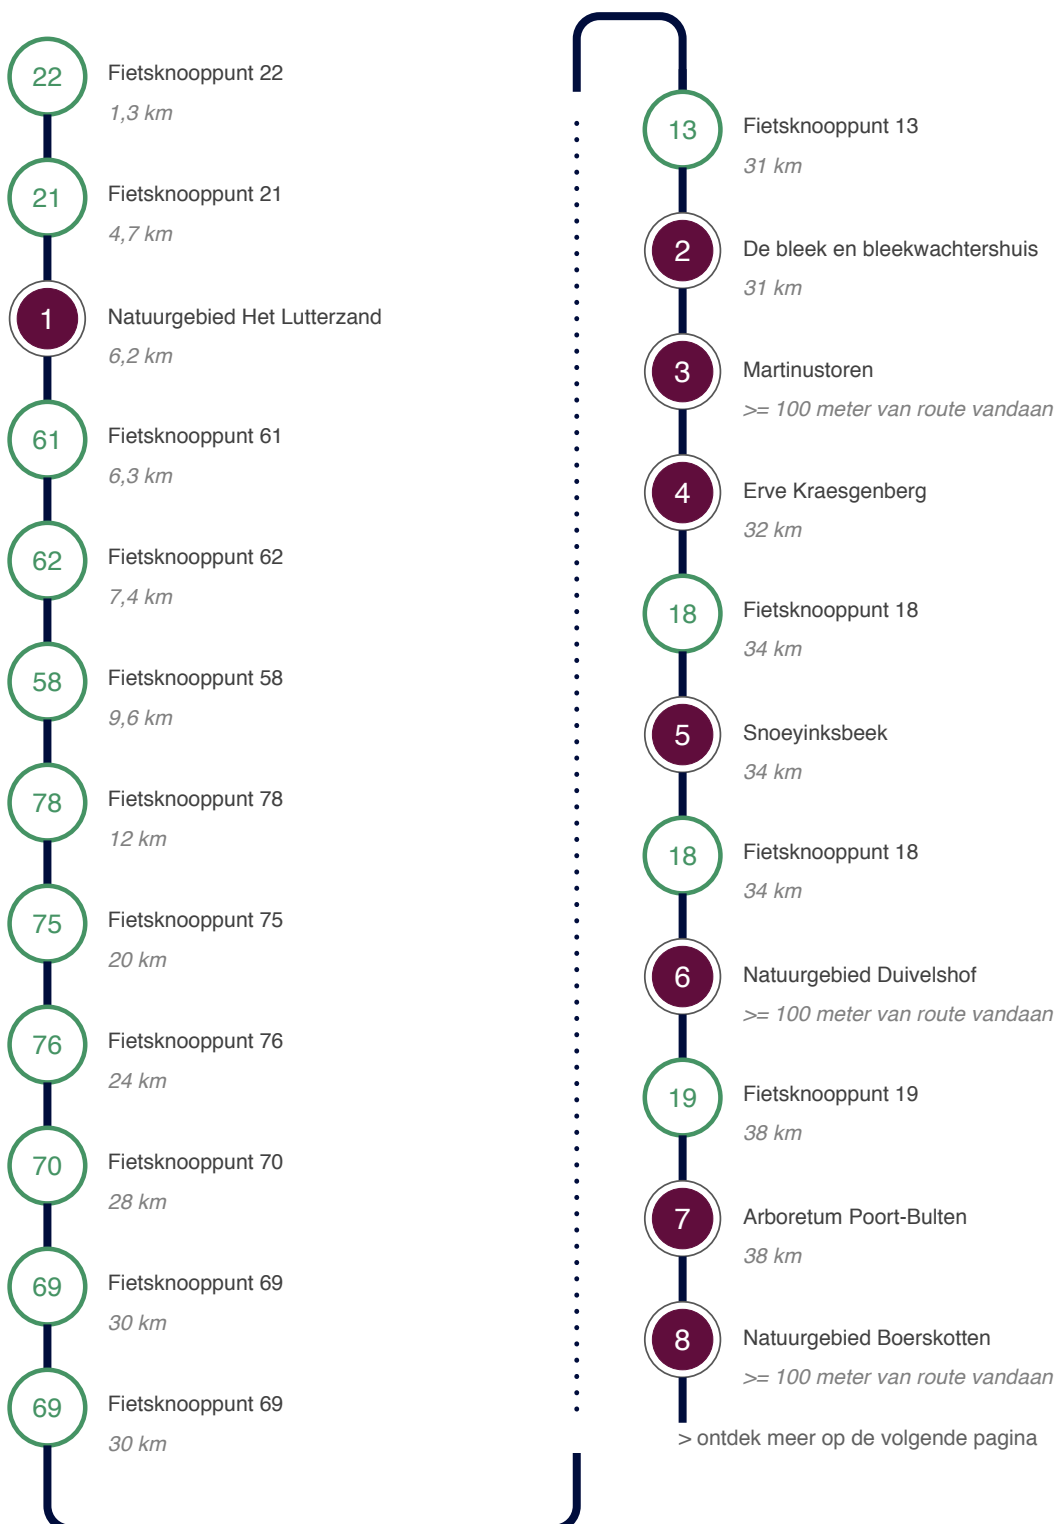 22
Fietsknooppunt 22
1,3 km
21
Fietsknooppunt 21
4,7 km
1
Natuurgebied Het Lutterzand
6,2 km
61
Fietsknooppunt 61
6,3 km
62
Fietsknooppunt 62
7,4 km
58
Fietsknooppunt 58
9,6 km
78
Fietsknooppunt 78
12 km
75
Fietsknooppunt 75
20 km
76
Fietsknooppunt 76
24 km
70
Fietsknooppunt 70
28 km
69
Fietsknooppunt 69
30 km
69
Fietsknooppunt 69
30 km
13
Fietsknooppunt 13
31 km
2
De bleek en bleekwachtershuis
31 km
3
Martinustoren
>= 100 meter van route vandaan
4
Erve Kraesgenberg
32 km
18
Fietsknooppunt 18
34 km
5
Snoeyinksbeek
34 km
18
Fietsknooppunt 18
34 km
6
Natuurgebied Duivelshof
>= 100 meter van route vandaan
19
Fietsknooppunt 19
38 km
7
Arboretum Poort-Bulten
38 km
8
Natuurgebied Boerskotten
>= 100 meter van route vandaan
> ontdek meer op de volgende pagina